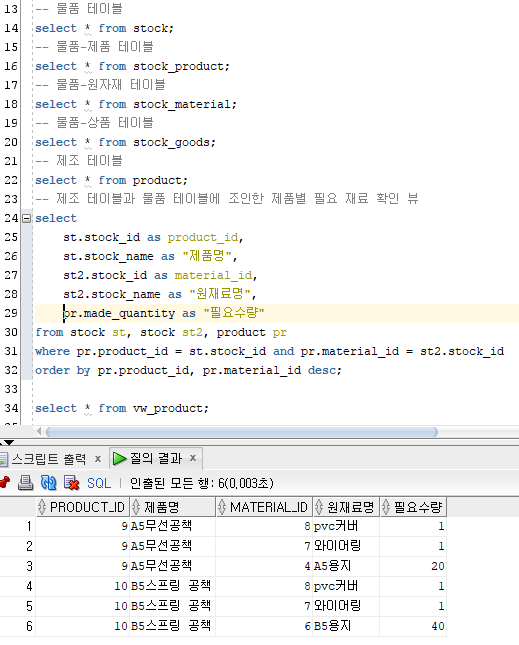 13 -- 물품 테이블
14 select * from stock;
15 -- 물품-제품 테이블
16 select * from stock_product;
17 -- 물품-원자재 테이블
18 select * from stock_material;
19 -- 물품-상품 테이블
20 select * from stock_goods;
21 -- 제조 테이블
22 select * from product;
23 -- 제조 테이블과 물품 테이블에 조인한 제품별 필요 재료 확인 뷰
24 select
25 st.stock_id as product_id,
26 st.stock_name as "제품명",
27 st2.stock_id as material_id,
28 st2.stock_name as "원재료명",
29 pr.made_quantity as "필요수량"
30 from stock st, stock st2, product pr
31 where pr.product_id = st.stock_id and pr.material_id = st2.stock_id
32 order by pr.product_id, pr.material_id desc;
33
34 select * from vw_product;
스크립트 출력 x 질의 결과 x
SQL | 인출된 모든 행: 6(0,003초)
PRODUCT_ID 제품명 MATERIAL_ID 원재료명 필요수량
1 9 A5무선공책 8 pvc커버 1
2 9 A5무선공책 7 와이어링 1
3 9 A5무선공책 4 A5용지 20
4 10 B5스프링 공책 8 pvc커버 1
5 10 B5스프링 공책 7 와이어링 1
6 10 B5스프링 공책 6 B5용지 40